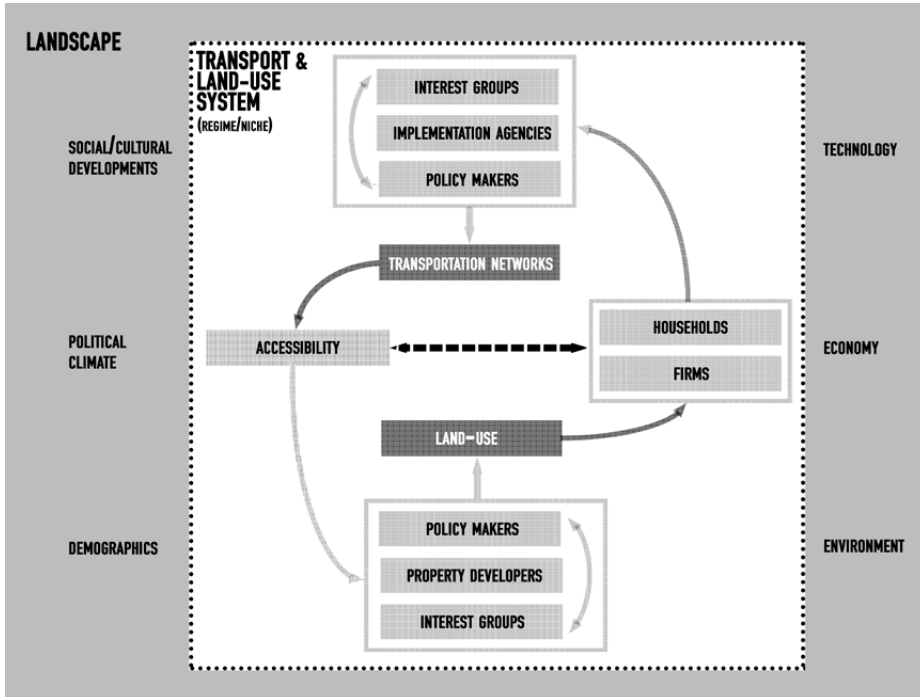 LANDSCAPE
TRANSPORT &
LAND-USE
SYSTEM
(REGIME/NICHE)
INTEREST GROUPS
IMPLEMENTATION AGENCIES
POLICY MAKERS
SOCIAL/CULTURAL
DEVELOPMENTS
TECHNOLOGY
TRANSPORTATION NETWORKS
HOUSEHOLDS
POLITICAL
CLIMATE
ACCESSIBILITY
ECONOMY
FIRMS
LAND-USE
POLICY MAKERS
DEMOGRAPHICS
ENVIRONMENT
PROPERTY DEVELOPERS
INTEREST GROUPS